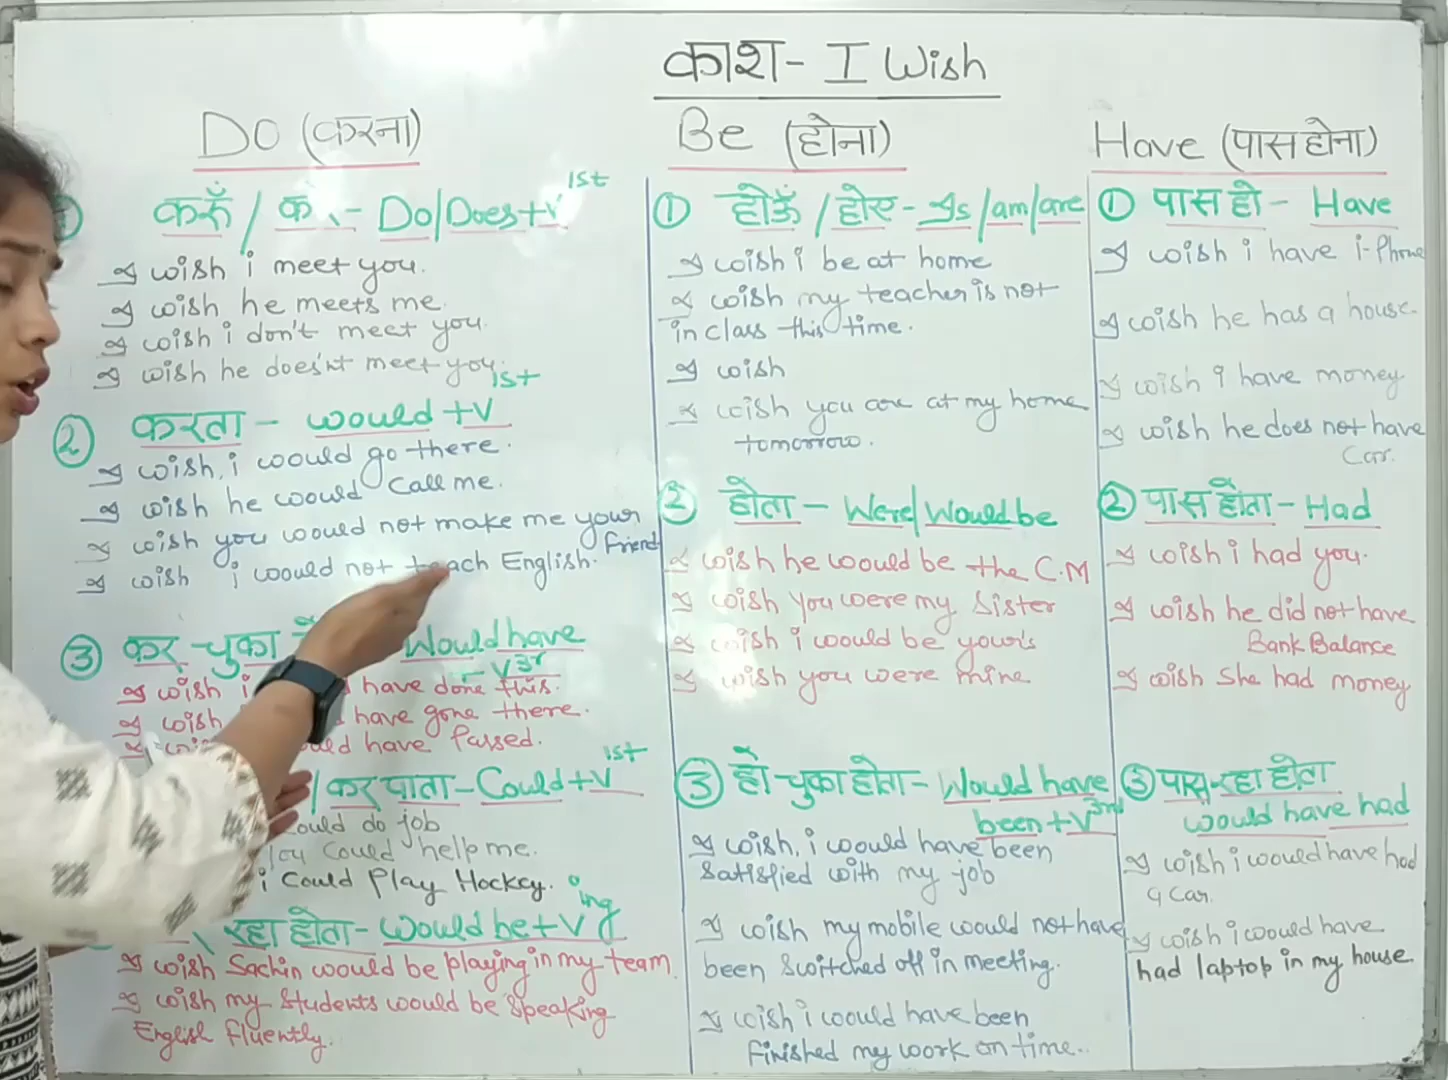 काश - I Wish
Do (करना)
करूँ / करे - Do/Does+V 1st
I wish i meet you.
I wish he meets me.
I wish i don't meet you.
I wish he does'nt meet you.
② करता - would +V 1st
I wish, i would go there.
I wish he would Call me.
I wish you would not make me your
friend
I wish i would not teach English.
③ कर चुका Would have
+ V3r
I wish i have done this.
I wish have gone there.
have Passed.
/ कर पाता - Could+V 1st
Could do job
you Could help me.
i Could Play Hockey.
रहा होता - Would be+V ing
I wish Sachin would be playing in my team.
I wish my Students would be Speaking
English fluently.
Be (होना)
① होऊँ / होए - Is/am/are
I wish i be at home
I wish my teacher is not
in class this time.
I wish
I wish you are at my home
tomorrow.
② होता - Were/Would be
I wish he would be the C.M
I wish you were my Sister
I wish i would be your's
I wish you were mine
③ हो चुका होता - Would have
been + V3rd
I wish, i would have been
Satisfied with my job
I wish my mobile would not have
been Switched off in meeting.
I wish i would have been
finished my work on time..
Have (पास होना)
① पास हो - Have
I wish i have i-Phone
I wish he has a house.
I wish i have money
I wish he does not have
Car.
② पास होता - Had
I wish i had you.
I wish he did not have
Bank Balance
I wish She had money
③ पास रहा होता
would have had
I wish i would have had
a Car.
I wish i would have
had laptop in my house.